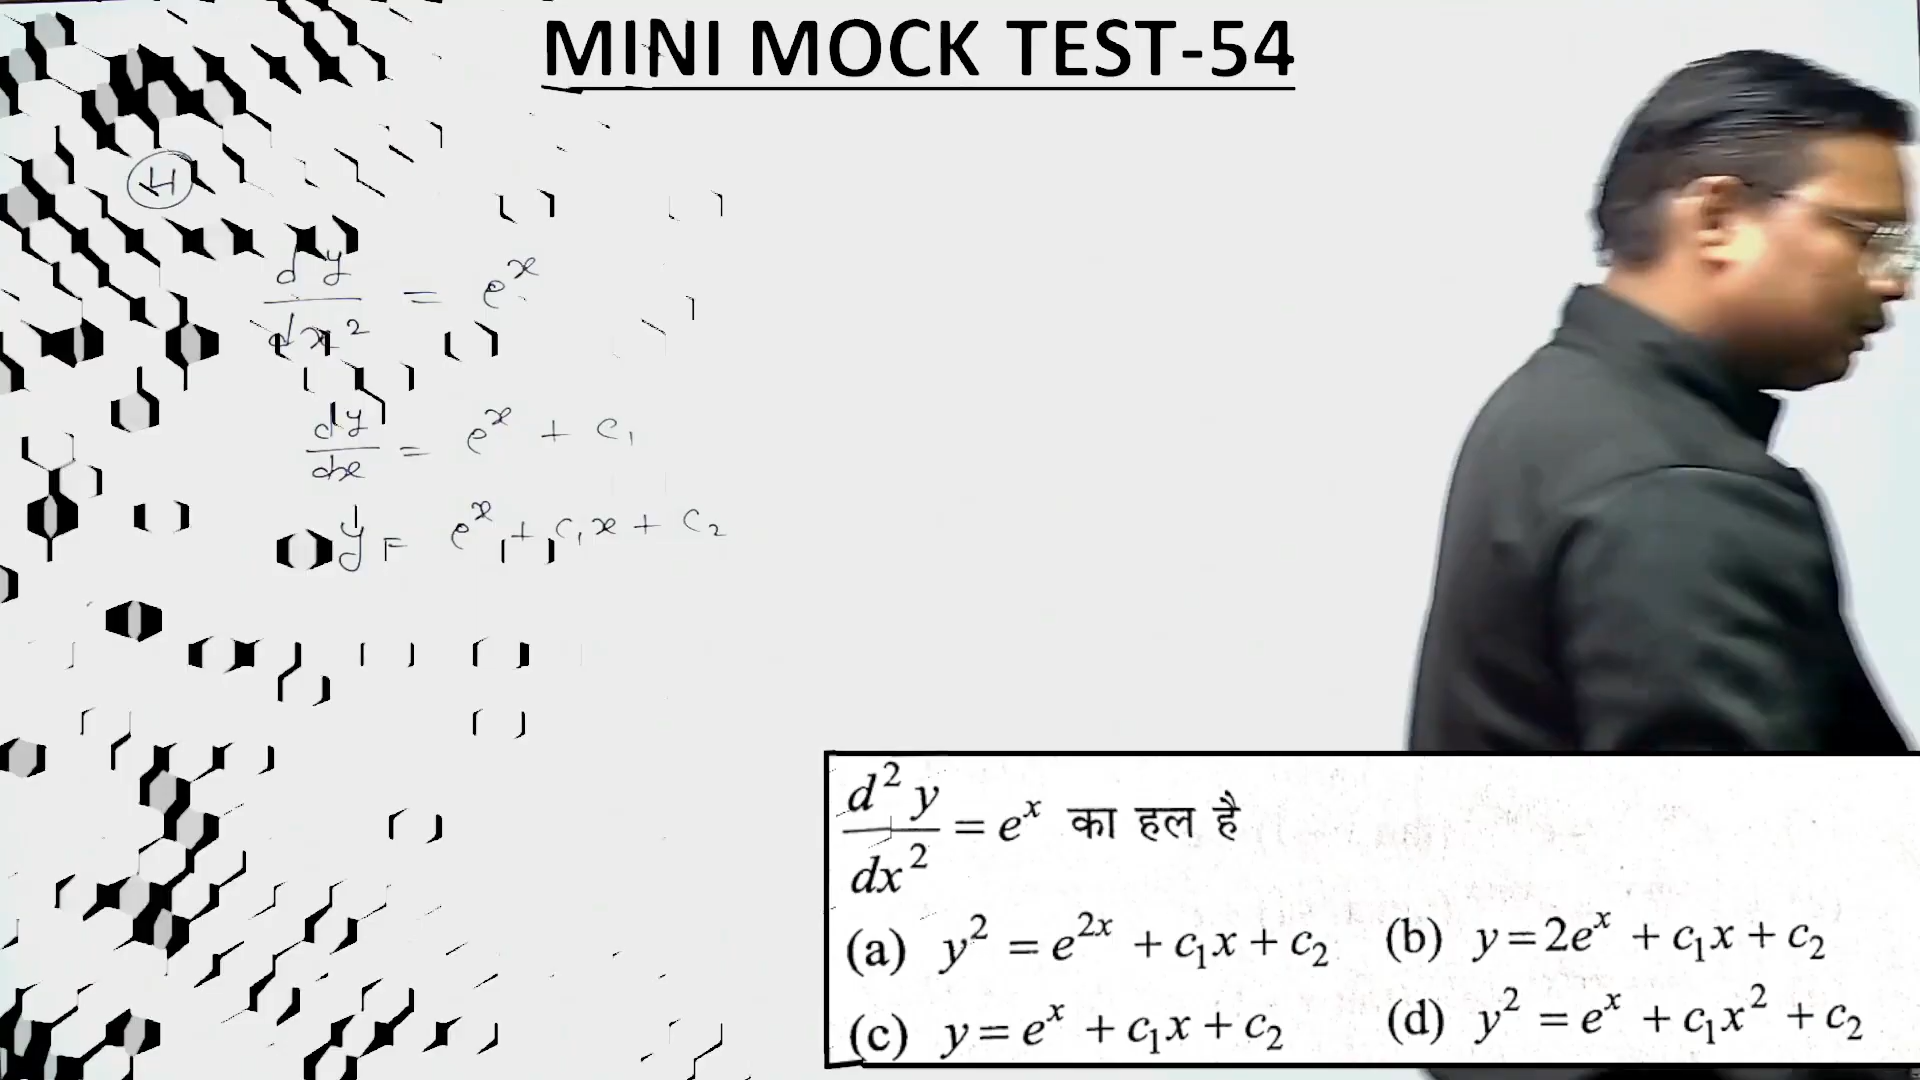 MINI MOCK TEST-54
4
dy/dx² = eˣ
dy/dx = eˣ + c₁
y = eˣ + c₁x + c₂
d²y/dx² = eˣ का हल है
(a) y² = e²ˣ + c₁x + c₂ (b) y = 2eˣ + c₁x + c₂
(c) y = eˣ + c₁x + c₂ (d) y² = eˣ + c₁x² + c₂